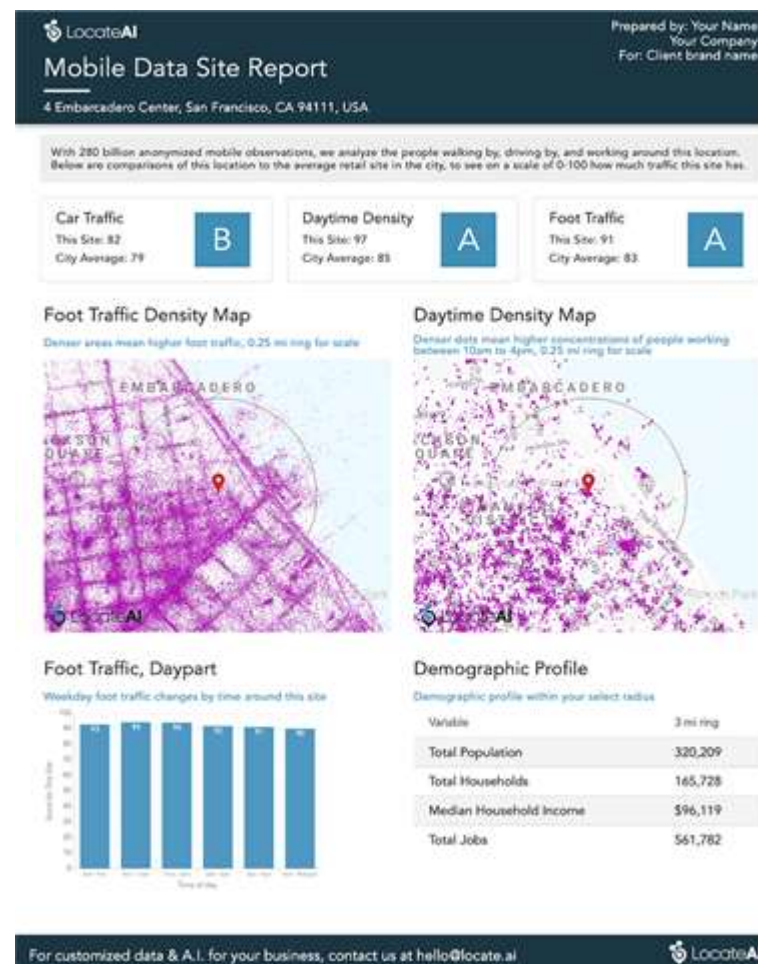 LocateAI
Mobile Data Site Report
4 Embarcadero Center, San Francisco, CA 94111, USA
Prepared by: Your Name
Your Company
For: Client brand name
With 280 billion anonymized mobile observations, we analyze the people walking by, driving by, and working around this location.
Below are comparisons of this location to the average retail site in the city, to see on a scale of 0-100 how much traffic this site has.
Car Traffic
This Site: 82
City Average: 79
B
Daytime Density
This Site: 97
City Average: 85
A
Foot Traffic
This Site: 91
City Average: 83
A
Foot Traffic Density Map
Denser areas mean higher foot traffic, 0.25 mi ring for scale
EMBARCADERO
LocateAI
Daytime Density Map
Denser dots mean higher concentrations of people working
between 10am to 4pm, 0.25 mi ring for scale
EMBARCADERO
LocateAI
Foot Traffic, Daypart
Weekday foot traffic changes by time around this site
Time of day
Demographic Profile
Demographic profile within your select radius
Variable 3 mi ring
Total Population 320,209
Total Households 165,728
Median Household Income $96,119
Total Jobs 561,782
For customized data & A.I. for your business, contact us at hello@locate.ai
LocateA